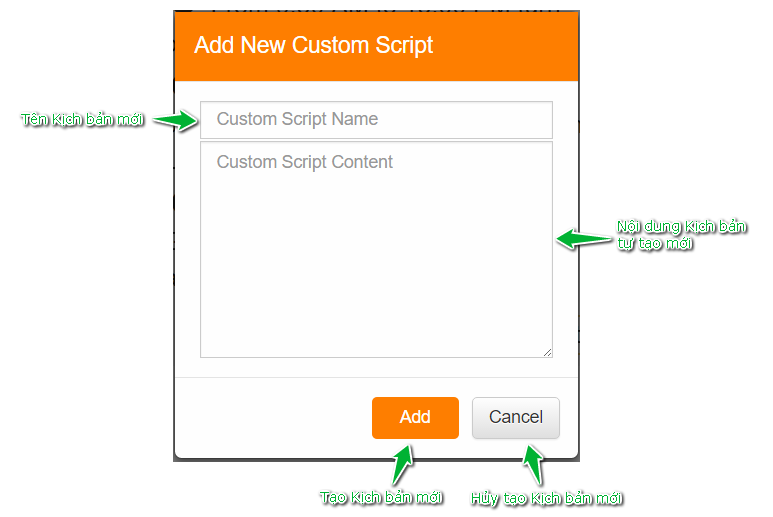 Add New Custom Script
Tên Kịch bản mới
Custom Script Name
Custom Script Content
Nội dung Kịch bản
tự tạo mới
Add
Cancel
Tạo Kịch bản mới
Hủy tạo Kịch bản mới